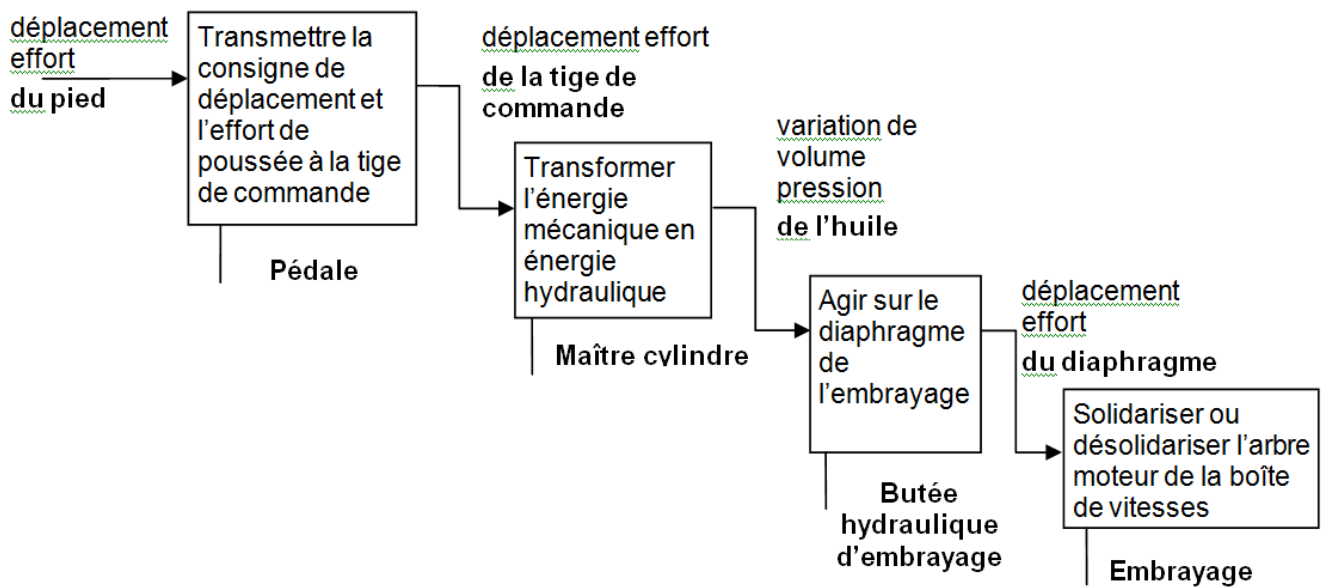 déplacement
effort
du pied
Transmettre la
consigne de
déplacement et
l'effort de
poussée à la tige
de commande
Pédale
déplacement effort
de la tige de
commande
Transformer
l'énergie
mécanique en
énergie
hydraulique
Maître cylindre
variation de
volume
pression
de l'huile
Agir sur le
diaphragme
de
l'embrayage
Butée
hydraulique
d'embrayage
déplacement
effort
du diaphragme
Solidariser ou
désolidariser l'arbre
moteur de la boîte
de vitesses
Embrayage